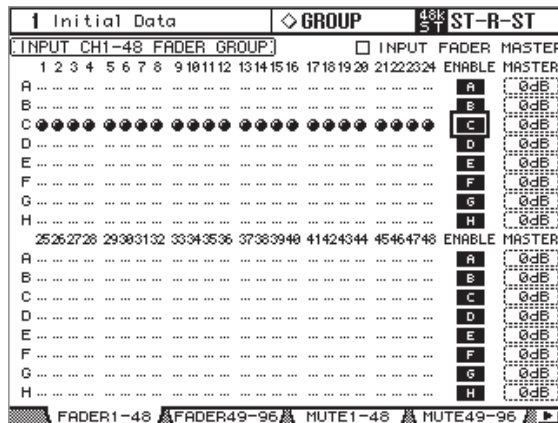 1 Initial Data ◇GROUP 48K ST ST-R-ST
INPUT CH1-48 FADER GROUP □ INPUT FADER MASTER
1 2 3 4 5 6 7 8 9 10 11 12 13 14 15 16 17 18 19 20 21 22 23 24 ENABLE MASTER
A A 0dB
B B 0dB
C C 0dB
D D 0dB
E E 0dB
F F 0dB
G G 0dB
H H 0dB
25 26 27 28 29 30 31 32 33 34 35 36 37 38 39 40 41 42 43 44 45 46 47 48 ENABLE MASTER
A A 0dB
B B 0dB
C C 0dB
D D 0dB
E E 0dB
F F 0dB
G G 0dB
H H 0dB
FADER1-48 FADER49-96 MUTE1-48 MUTE49-96